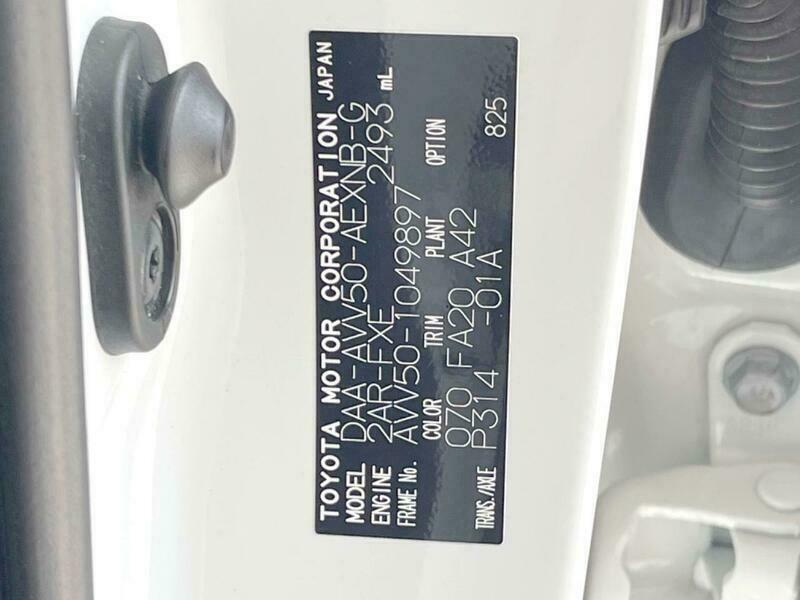 TOYOTA MOTOR CORPORATION JAPAN
MODEL DAA-AVV50-AEXNB-G
ENGINE 2AR-FXE 2493 mL
FRAME No. AVV50-1049897
COLOR TRIM PLANT OPTION
070 FA20 A42
TRANS./AXLE P314 -01A 825